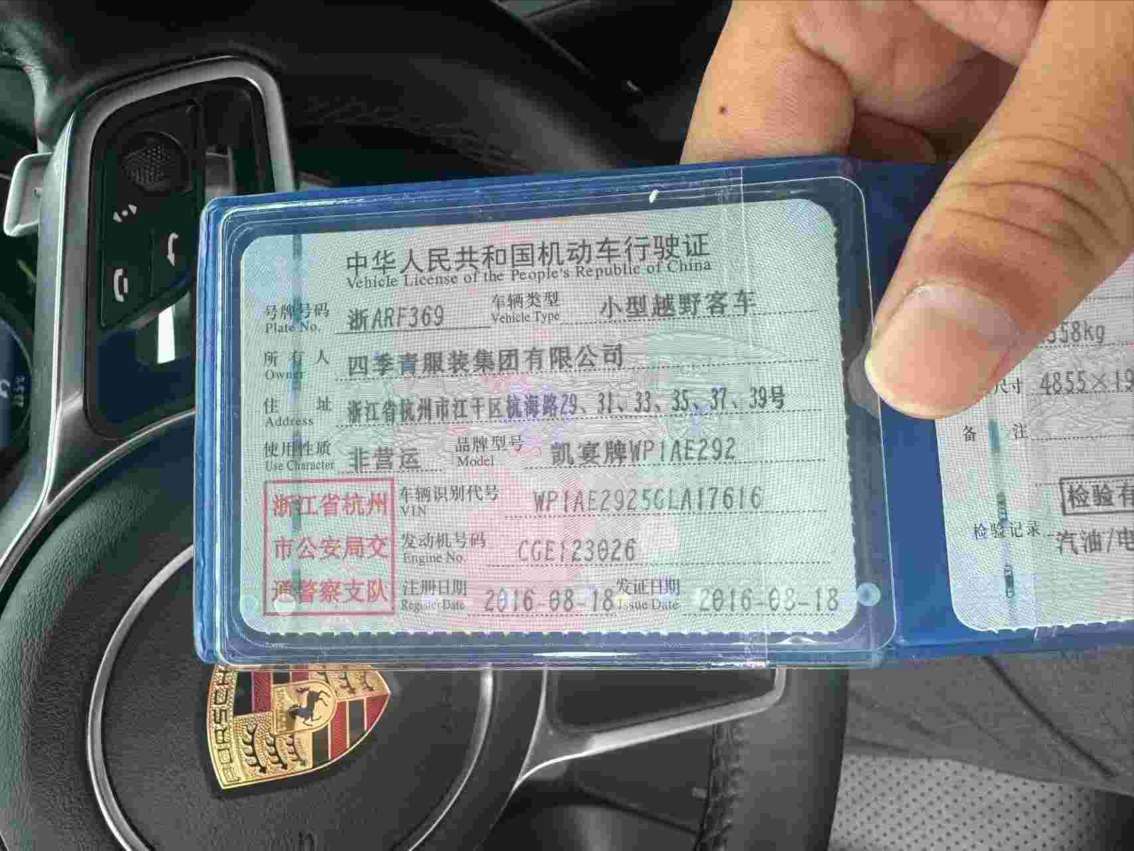 中华人民共和国机动车行驶证
Vehicle License of the People's Republic of China
号牌号码 浙ARF369 车辆类型 小型越野客车
Plate No. Vehicle Type
所有人 四季青服装集团有限公司
Owner
住址 浙江省杭州市江干区杭海路29、31、33、35、37、39号
Address
使用性质 非营运 品牌型号 凯宴牌WP1AE292
Use Character Model
浙江省杭州 车辆识别代号 WP1AE2925GLA17616
VIN
市公安局交 发动机号码 CGE123026
Engine No.
通警察支队 注册日期 2016-08-18 发证日期 2016-08-18
Register Date Issue Date
558kg
尺寸 4855×19
备注
检验有
检验记录
汽油/电
PORSCHE